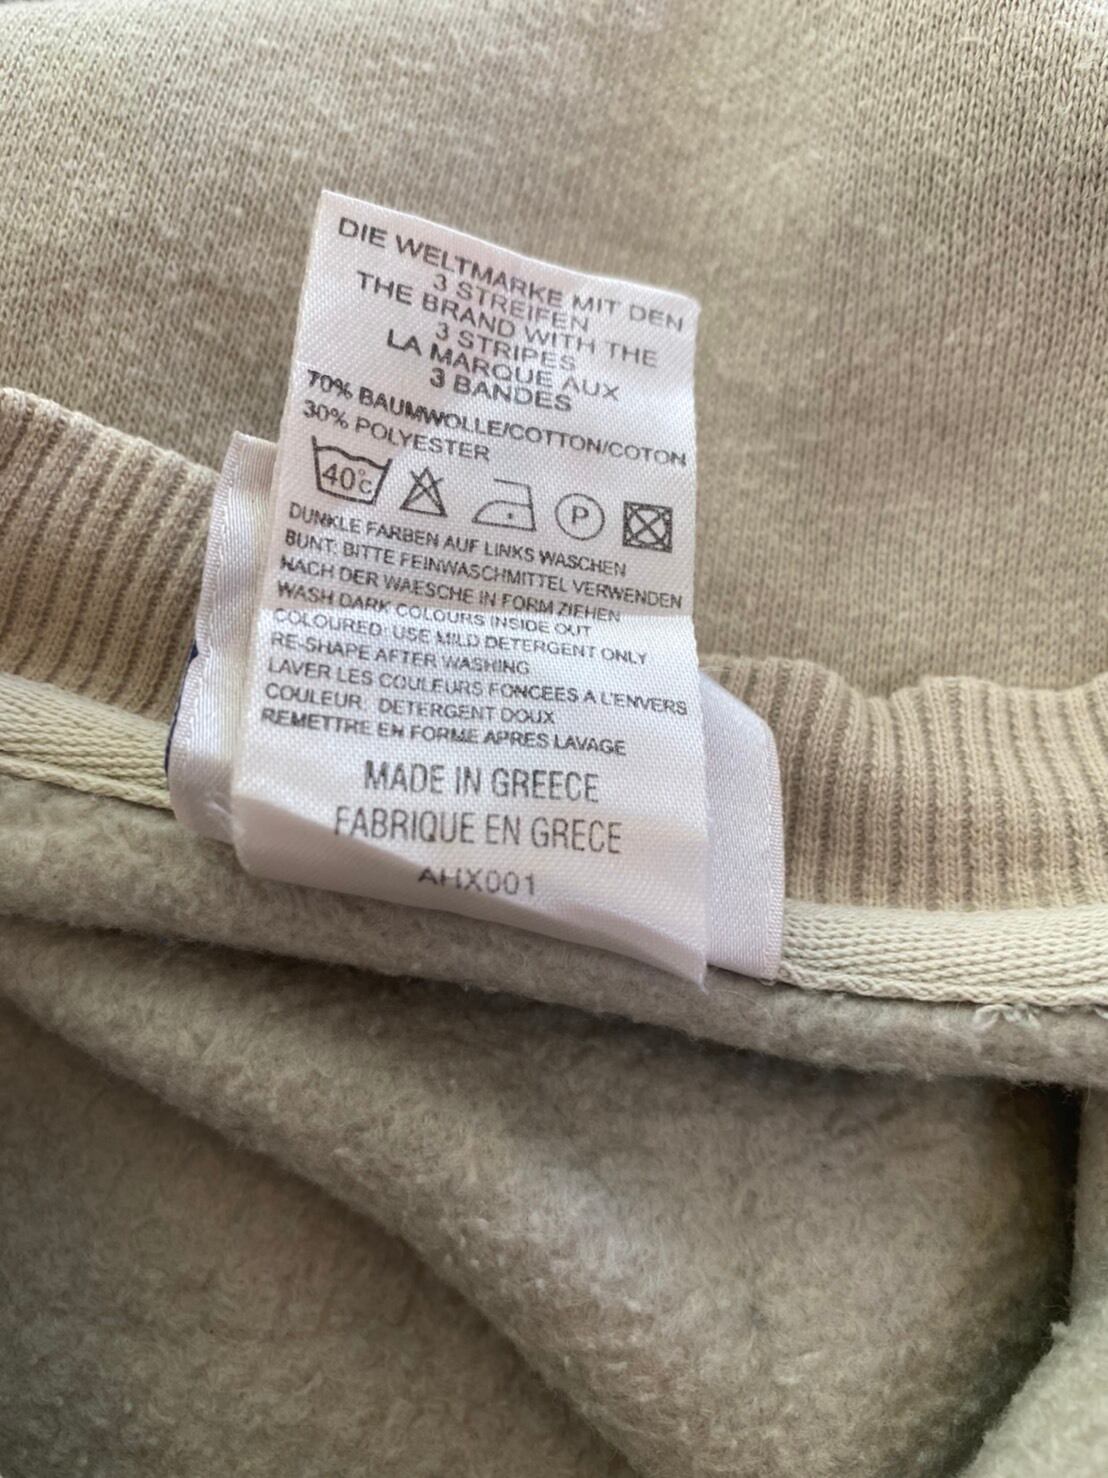 DIE WELTMARKE MIT DEN
3 STREIFEN
THE BRAND WITH THE
3 STRIPES
LA MARQUE AUX
3 BANDES
70% BAUMWOLLE/COTTON/COTON
30% POLYESTER
40°C P
DUNKLE FARBEN AUF LINKS WASCHEN
BUNT: BITTE FEINWASCHMITTEL VERWENDEN
NACH DER WAESCHE IN FORM ZIEHEN
WASH DARK COLOURS INSIDE OUT
COLOURED: USE MILD DETERGENT ONLY
RE-SHAPE AFTER WASHING
LAVER LES COULEURS FONCEES A L'ENVERS
COULEUR: DETERGENT DOUX
REMETTRE EN FORME APRES LAVAGE
MADE IN GREECE
FABRIQUE EN GRECE
AHX001